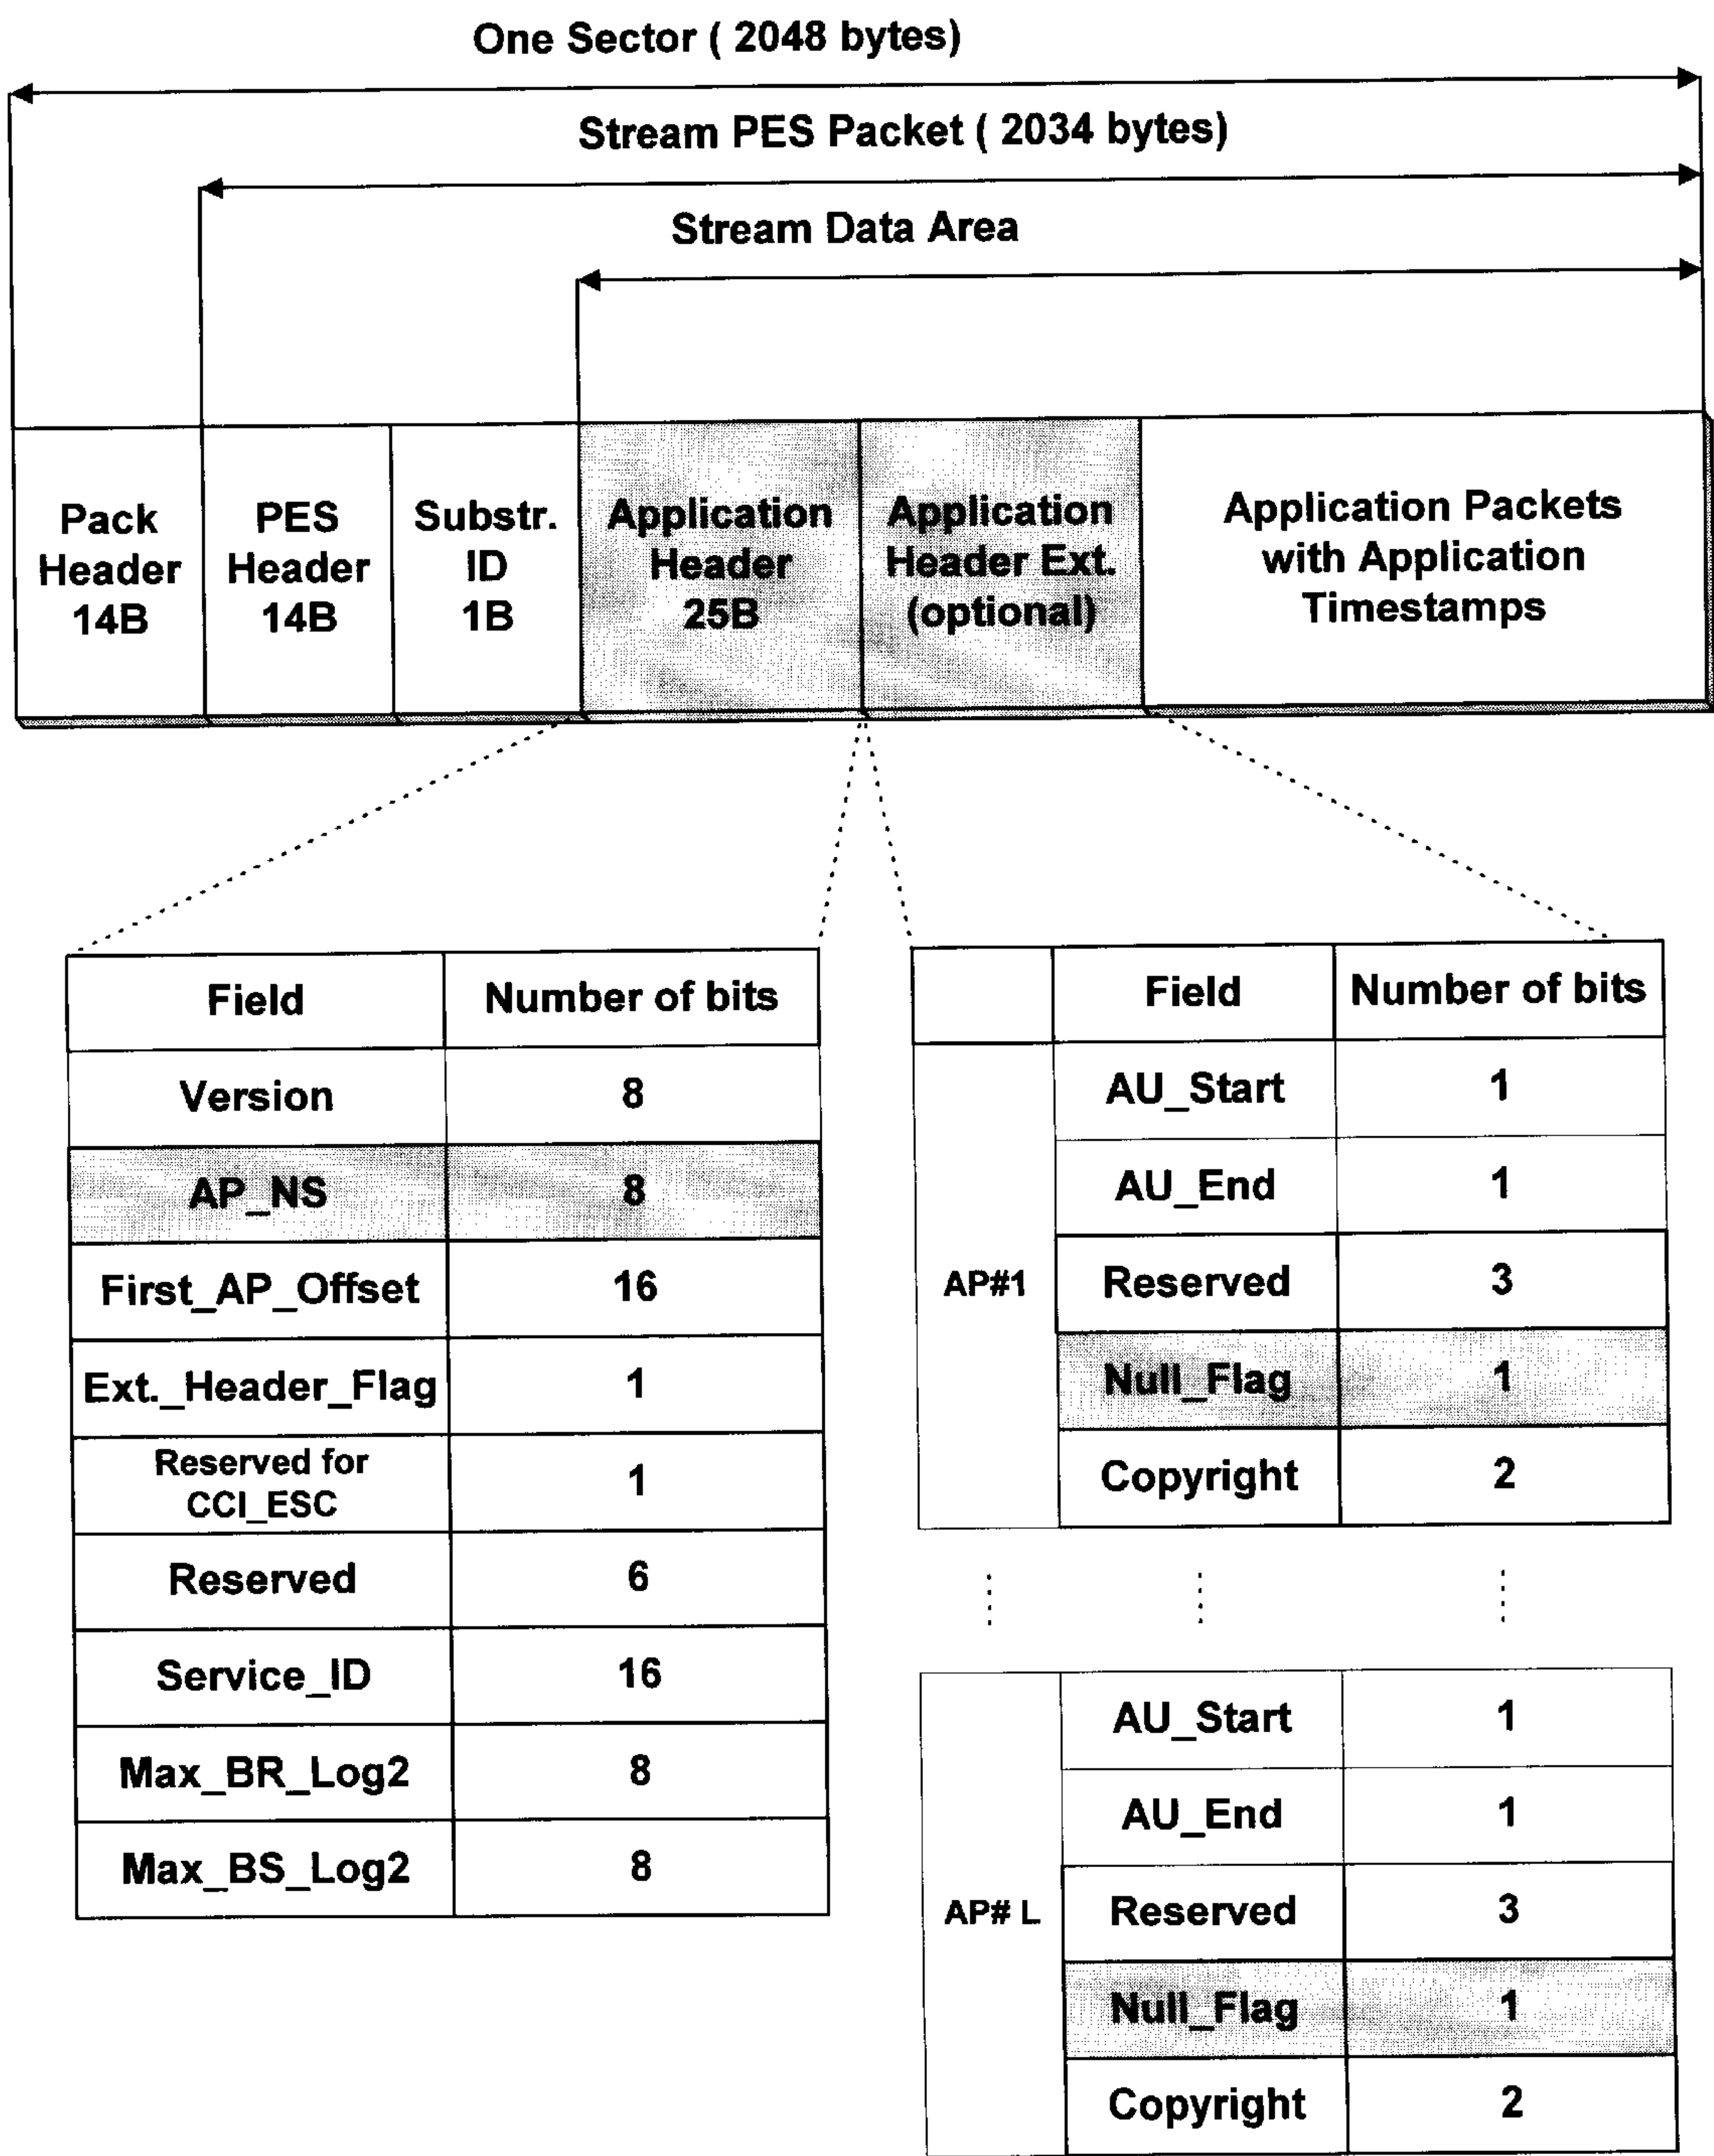 One Sector ( 2048 bytes)
Stream PES Packet ( 2034 bytes)
Stream Data Area
Pack
Header
14B
PES
Header
14B
Substr.
ID
1B
Application
Header
25B
Application
Header Ext.
(optional)
Application Packets
with Application
Timestamps
Field Number of bits
Version 8
AP_NS 8
First_AP_Offset 16
Ext._Header_Flag 1
Reserved for
CCI_ESC
1
Reserved 6
Service_ID 16
Max_BR_Log2 8
Max_BS_Log2 8
Field Number of bits
AP#1
AU_Start 1
AU_End 1
Reserved 3
Null_Flag 1
Copyright 2
AP# L
AU_Start 1
AU_End 1
Reserved 3
Null_Flag 1
Copyright 2